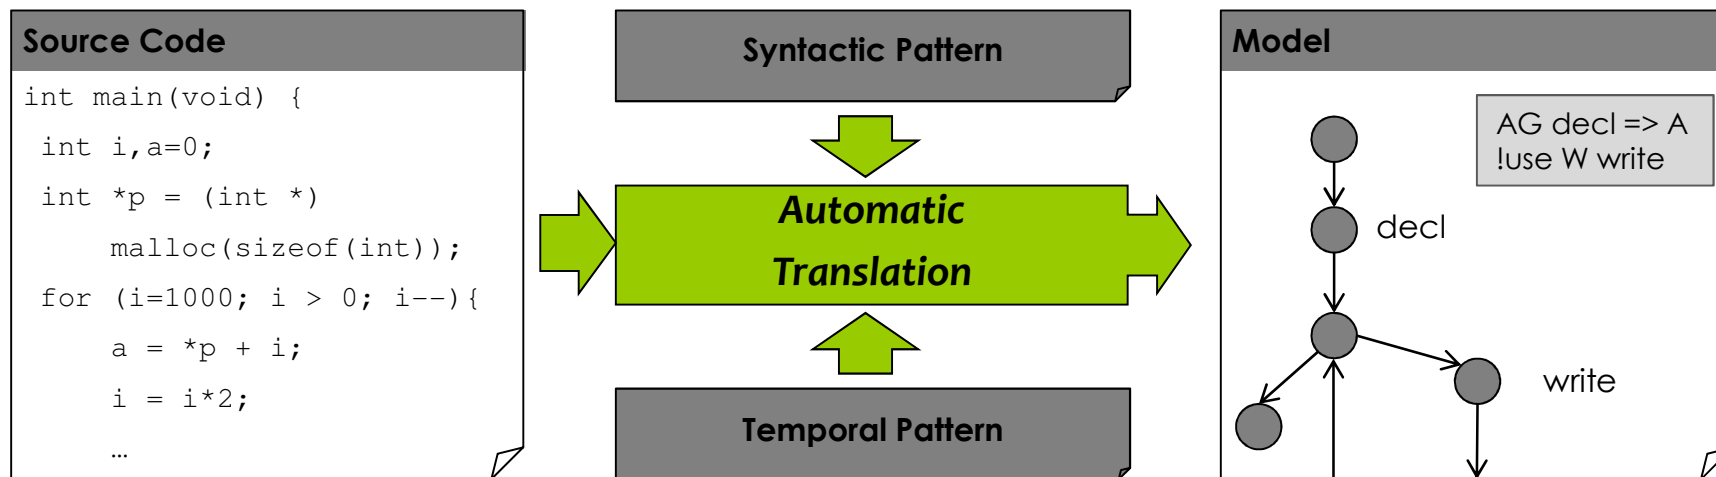 Source Code
int main(void) {
int i,a=0;
int *p = (int *)
malloc(sizeof(int));
for (i=1000; i > 0; i--){
a = *p + i;
i = i*2;
…
Syntactic Pattern
Automatic
Translation
Temporal Pattern
Model
AG decl => A
!use W write
decl
write